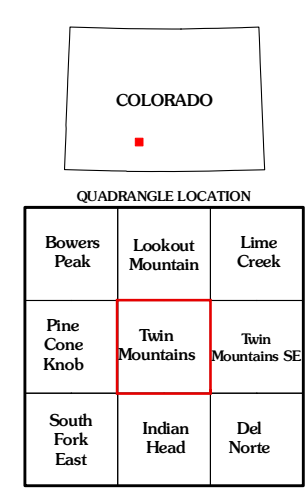 COLORADO
QUADRANGLE LOCATION
Bowers
Peak
Lookout
Mountain
Lime
Creek
Pine
Cone
Knob
Twin
Mountains
Twin
Mountains SE
South
Fork
East
Indian
Head
Del
Norte